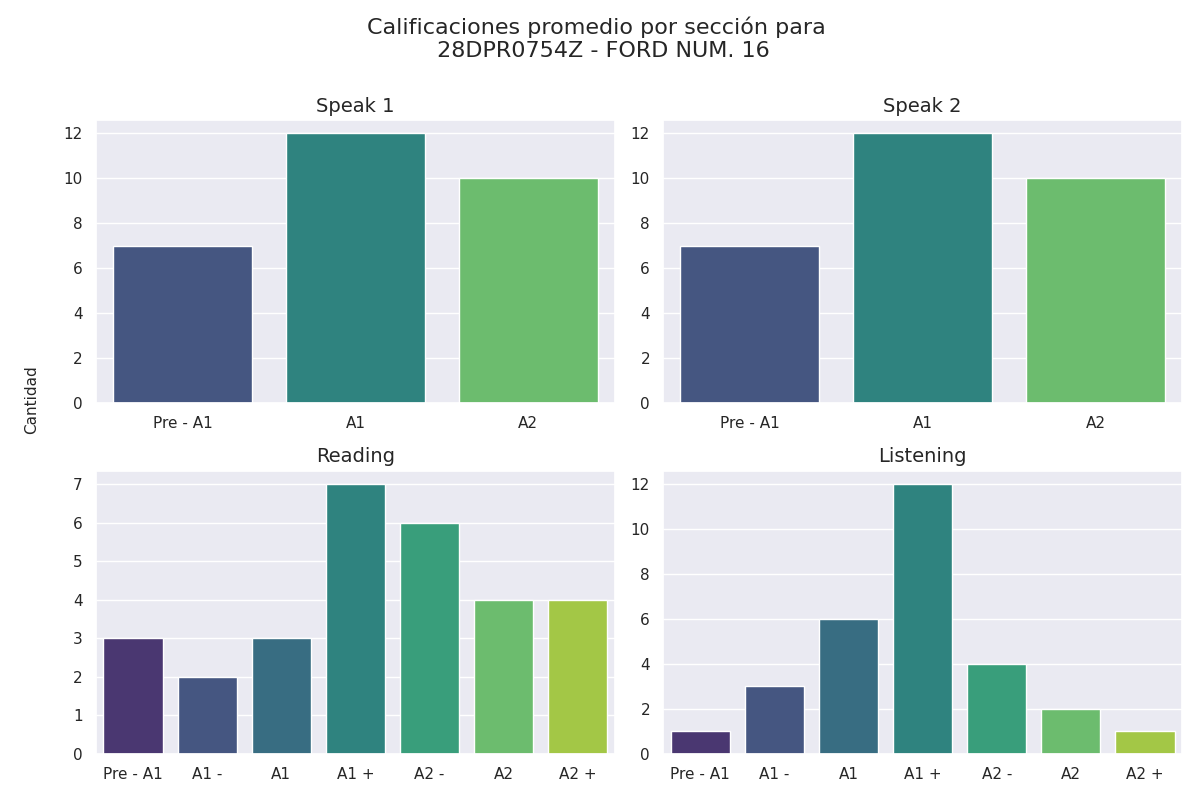 Calificaciones promedio por sección para
28DPR0754Z - FORD NUM. 16
Speak 1
12
10
8
6
4
2
0
Pre - A1 A1 A2
Speak 2
12
10
8
6
4
2
0
Pre - A1 A1 A2
Cantidad
Reading
7
6
5
4
3
2
1
0
Pre - A1 A1 - A1 A1 + A2 - A2 A2 +
Listening
12
10
8
6
4
2
0
Pre - A1 A1 - A1 A1 + A2 - A2 A2 +